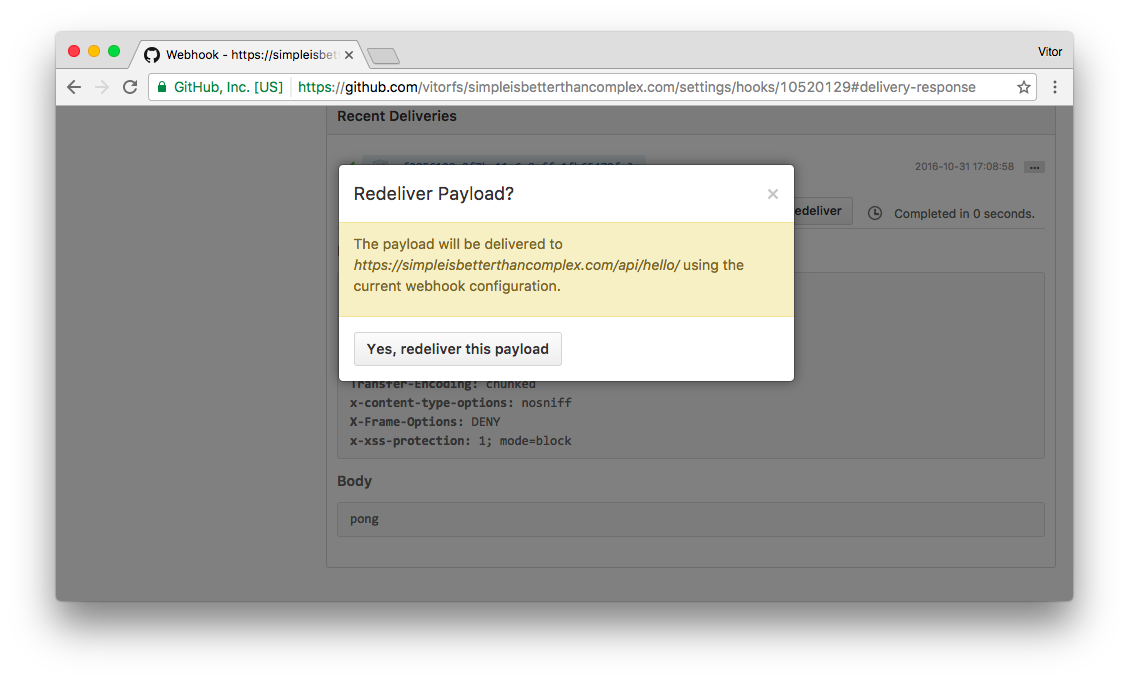 Webhook - https://simpleisbet
Vitor
GitHub, Inc. [US] https://github.com/vitorfs/simpleisbetterthancomplex.com/settings/hooks/10520129#delivery-response
Recent Deliveries
2016-10-31 17:08:58
Redeliver Payload?
edeliver
Completed in 0 seconds.
The payload will be delivered to
https://simpleisbetterthancomplex.com/api/hello/ using the
current webhook configuration.
Yes, redeliver this payload
Transfer-Encoding: chunked
x-content-type-options: nosniff
X-Frame-Options: DENY
x-xss-protection: 1; mode=block
Body
pong